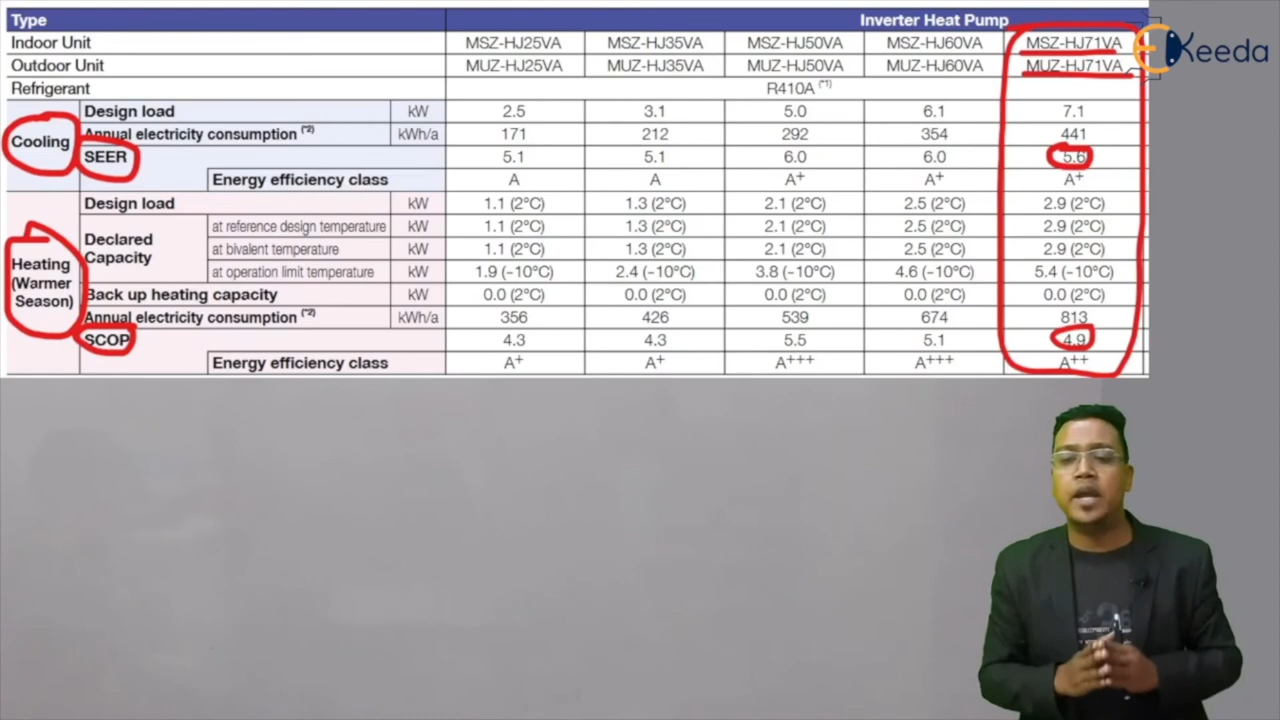 Type Inverter Heat Pump
Indoor Unit MSZ-HJ25VA MSZ-HJ35VA MSZ-HJ50VA MSZ-HJ60VA MSZ-HJ71VA
Outdoor Unit MUZ-HJ25VA MUZ-HJ35VA MUZ-HJ50VA MUZ-HJ60VA MUZ-HJ71VA
Refrigerant R410A (*1)
Cooling Design load kW 2.5 3.1 5.0 6.1 7.1
Annual electricity consumption (*2) kWh/a 171 212 292 354 441
SEER 5.1 5.1 6.0 6.0 5.6
Energy efficiency class A A A+ A+ A+
Heating (Warmer Season) Design load kW 1.1 (2°C) 1.3 (2°C) 2.1 (2°C) 2.5 (2°C) 2.9 (2°C)
Declared Capacity at reference design temperature kW 1.1 (2°C) 1.3 (2°C) 2.1 (2°C) 2.5 (2°C) 2.9 (2°C)
at bivalent temperature kW 1.1 (2°C) 1.3 (2°C) 2.1 (2°C) 2.5 (2°C) 2.9 (2°C)
at operation limit temperature kW 1.9 (−10°C) 2.4 (−10°C) 3.8 (−10°C) 4.6 (−10°C) 5.4 (−10°C)
Back up heating capacity kW 0.0 (2°C) 0.0 (2°C) 0.0 (2°C) 0.0 (2°C) 0.0 (2°C)
Annual electricity consumption (*2) kWh/a 356 426 539 674 813
SCOP 4.3 4.3 5.5 5.1 4.9
Energy efficiency class A+ A+ A+++ A+++ A++
Ekeeda